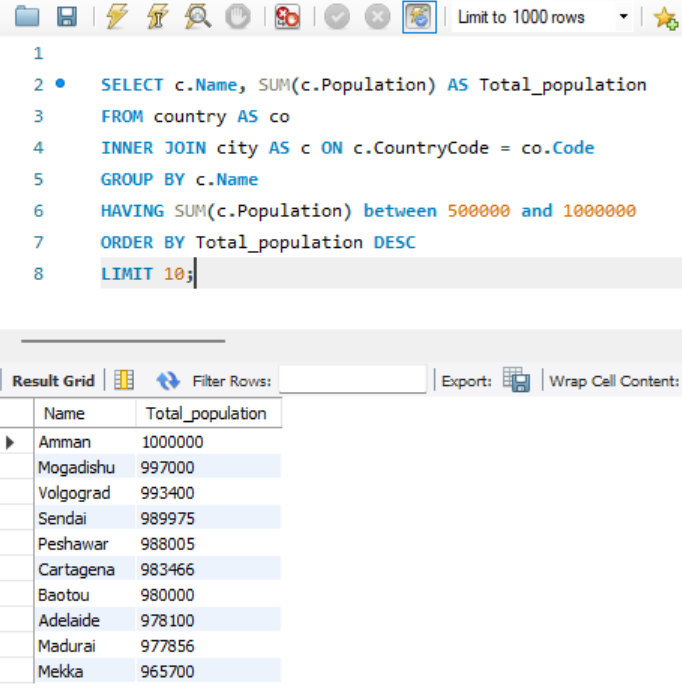 Limit to 1000 rows
1
2 SELECT c.Name, SUM(c.Population) AS Total_population
3 FROM country AS co
4 INNER JOIN city AS c ON c.CountryCode = co.Code
5 GROUP BY c.Name
6 HAVING SUM(c.Population) between 500000 and 1000000
7 ORDER BY Total_population DESC
8 LIMIT 10;
Result Grid Filter Rows: Export: Wrap Cell Content:
Name Total_population
Amman 1000000
Mogadishu 997000
Volgograd 993400
Sendai 989975
Peshawar 988005
Cartagena 983466
Baotou 980000
Adelaide 978100
Madurai 977856
Mekka 965700